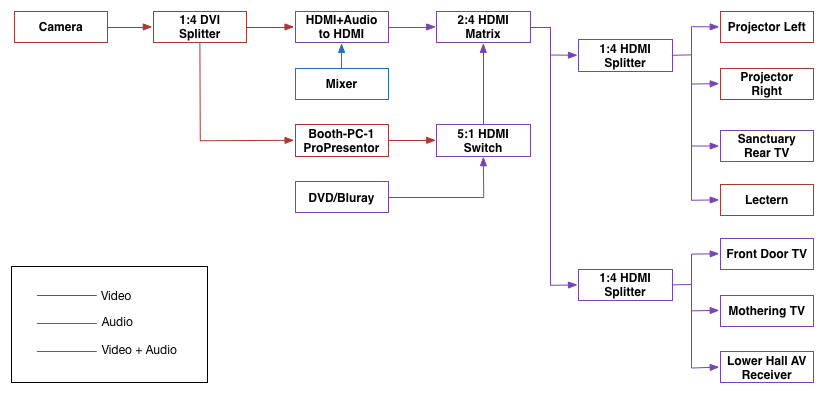 Camera
1:4 DVI
Splitter
HDMI+Audio
to HDMI
2:4 HDMI
Matrix
1:4 HDMI
Splitter
Projector Left
Mixer
Projector
Right
Booth-PC-1
ProPresentor
5:1 HDMI
Switch
Sanctuary
Rear TV
DVD/Bluray
Lectern
Front Door TV
1:4 HDMI
Splitter
Mothering TV
Lower Hall AV
Receiver
Video
Audio
Video + Audio